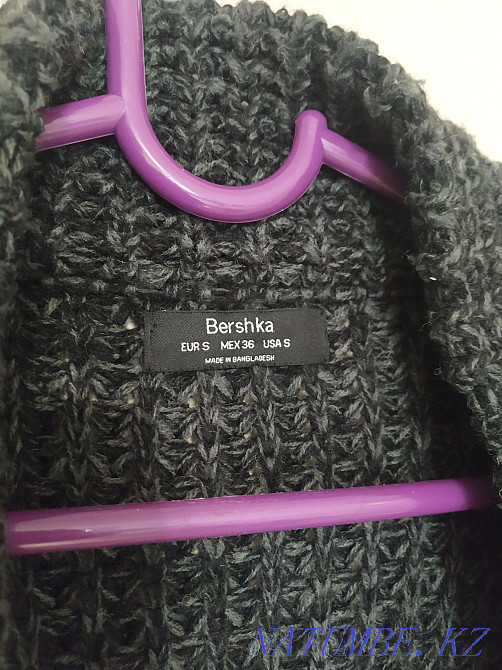 Bershka
EUR S MEX 36 USA S
MADE IN BANGLADESH
NATUMBE.KZ